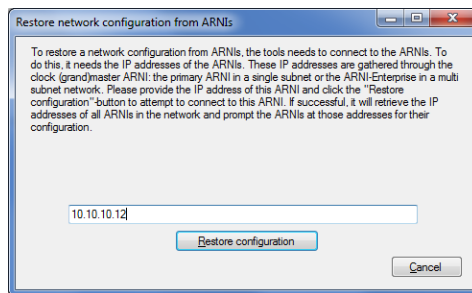 Restore network configuration from ARNIs
To restore a network configuration from ARNIs, the tools needs to connect to the ARNIs. To
do this, it needs the IP addresses of the ARNIs. These IP addresses are gathered through the
clock (grand)master ARNI: the primary ARNI in a single subnet or the ARNI-Enterprise in a multi
subnet network. Please provide the IP address of this ARNI and click the "Restore
configuration"-button to attempt to connect to this ARNI. If successful, it will retrieve the IP
addresses of all ARNIs in the network and prompt the ARNIs at those addresses for their
configuration.
10.10.10.12
Restore configuration
Cancel